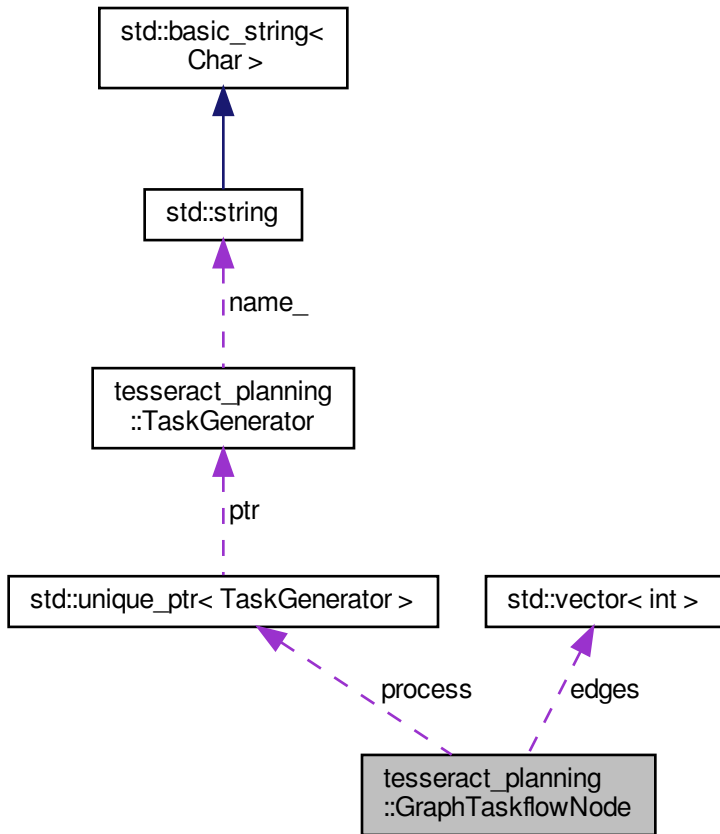 std::basic_string<
Char >
std::string
name_
tesseract_planning
::TaskGenerator
ptr
std::unique_ptr< TaskGenerator >
std::vector< int >
process
edges
tesseract_planning
::GraphTaskflowNode